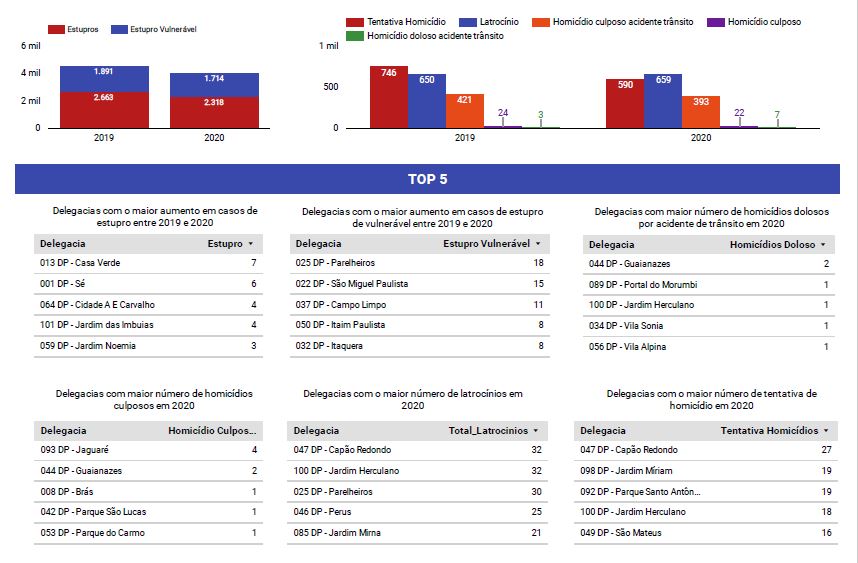 Estupros Estupro Vulnerável
6 mil
4 mil
2 mil
0
1.891
2.663
1.714
2.318
2019 2020
Tentativa Homicídio Latrocínio Homicídio culposo acidente trânsito Homicídio culposo
Homicídio doloso acidente trânsito
1 mil
500
0
746 650 421 24 3
590 659 393 22 7
2019 2020
TOP 5
Delegacias com o maior aumento em casos de
estupro entre 2019 e 2020
Delegacia Estupro
013 DP - Casa Verde 7
001 DP - Sé 6
064 DP - Cidade A E Carvalho 4
101 DP - Jardim das Imbuias 4
059 DP - Jardim Noemia 3
Delegacias com o maior aumento em casos de estupro
de vulnerável entre 2019 e 2020
Delegacia Estupro Vulnerável
025 DP - Parelheiros 18
022 DP - São Miguel Paulista 15
037 DP - Campo Limpo 11
050 DP - Itaim Paulista 8
032 DP - Itaquera 8
Delegacias com maior número de homicídios dolosos
por acidente de trânsito em 2020
Delegacia Homicídios Doloso
044 DP - Guaianazes 2
089 DP - Portal do Morumbi 1
100 DP - Jardim Herculano 1
034 DP - Vila Sonia 1
056 DP - Vila Alpina 1
Delegacias com maior número de homicídios
culposos em 2020
Delegacia Homicídio Culpos...
093 DP - Jaguaré 4
044 DP - Guaianazes 2
008 DP - Brás 1
042 DP - Parque São Lucas 1
053 DP - Parque do Carmo 1
Delegacias com o maior número de latrocínios em
2020
Delegacia Total_Latrocinios
047 DP - Capão Redondo 32
100 DP - Jardim Herculano 32
025 DP - Parelheiros 30
046 DP - Perus 25
085 DP - Jardim Mirna 21
Delegacias com o maior número de tentativa de
homicídio em 2020
Delegacia Tentativa Homicídios
047 DP - Capão Redondo 27
098 DP - Jardim Míriam 19
092 DP - Parque Santo Antôn... 19
100 DP - Jardim Herculano 18
049 DP - São Mateus 16